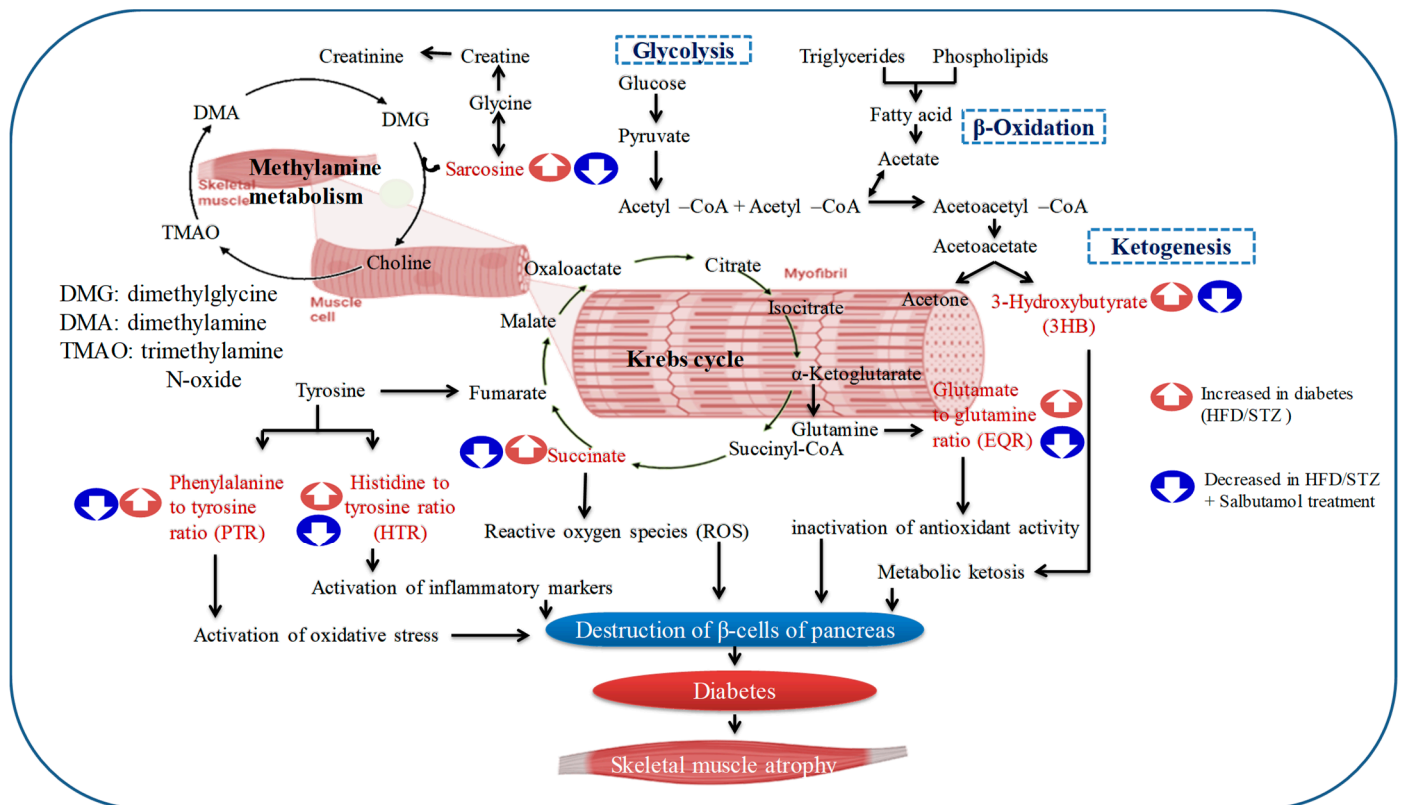 Creatinine
Creatine
Glycolysis
Triglycerides
Phospholipids
Glucose
DMA
DMG
Glycine
Fatty acid
β-Oxidation
Pyruvate
Methylamine
metabolism
Skeletal
muscle
Sarcosine
Acetate
Acetyl –CoA + Acetyl –CoA
Acetoacetyl –CoA
TMAO
Choline
Acetoacetate
Ketogenesis
Oxaloactate
Citrate
Myofibril
DMG: dimethylglycine
DMA: dimethylamine
TMAO: trimethylamine
N-oxide
Muscle
cell
Malate
Isocitrate
Acetone
3-Hydroxybutyrate
(3HB)
Krebs cycle
α-Ketoglutarate
Tyrosine
Fumarate
Glutamate
to glutamine
ratio (EQR)
Increased in diabetes
(HFD/STZ )
Glutamine
Succinyl-CoA
Succinate
Phenylalanine
to tyrosine
ratio (PTR)
Histidine to
tyrosine ratio
(HTR)
Decreased in HFD/STZ
+ Salbutamol treatment
Reactive oxygen species (ROS)
inactivation of antioxidant activity
Activation of inflammatory markers
Metabolic ketosis
Activation of oxidative stress
Destruction of β-cells of pancreas
Diabetes
Skeletal muscle atrophy